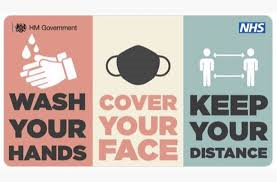 HM Government
NHS
WASH
YOUR
HANDS
COVER
YOUR
FACE
KEEP
YOUR
DISTANCE